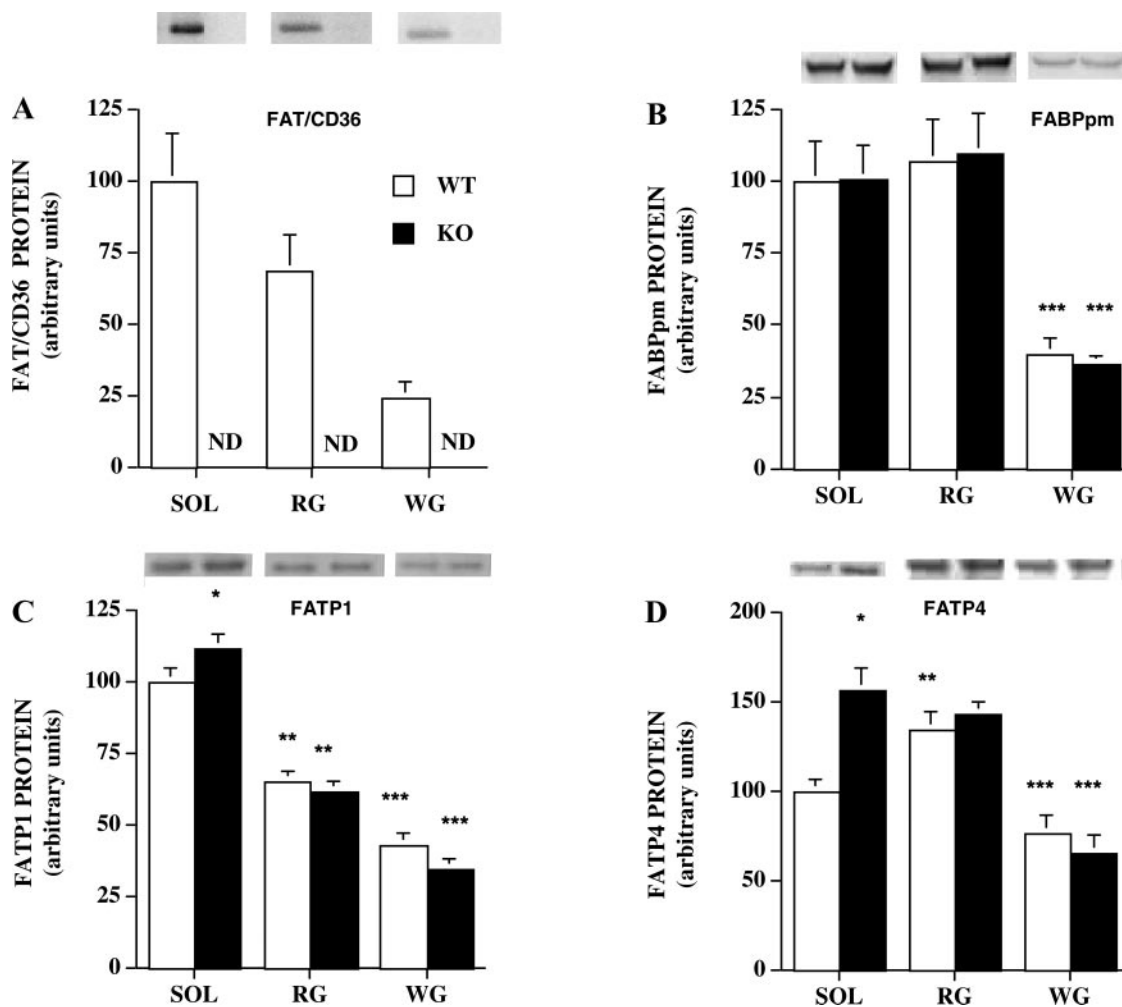 A
FAT/CD36
FAT/CD36 PROTEIN
(arbitrary units)
125
100
75
50
25
0
WT
KO
ND
ND
ND
SOL
RG
WG
B
FABPpm
FABPpm PROTEIN
(arbitrary units)
125
100
75
50
25
0
***
***
SOL
RG
WG
C
FATP1
FATP1 PROTEIN
(arbitrary units)
125
100
75
50
25
0
*
**
**
***
***
SOL
RG
WG
D
FATP4
FATP4 PROTEIN
(arbitrary units)
200
150
100
50
0
*
**
***
***
SOL
RG
WG